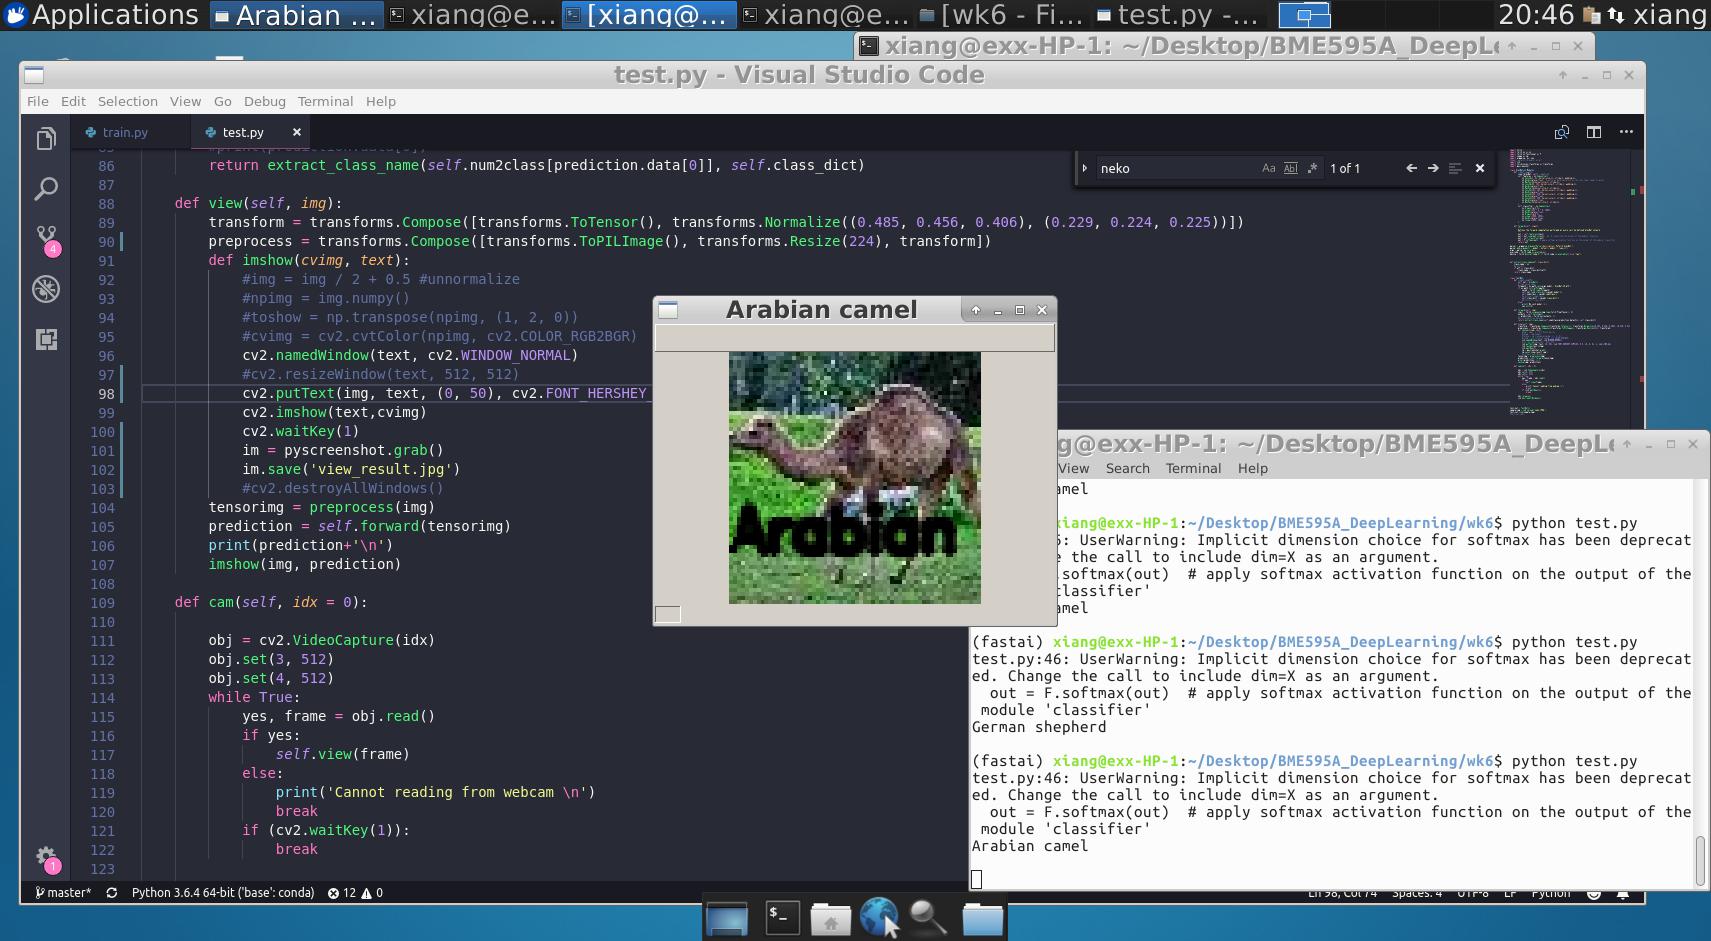 Applications
Arabian ...
xiang@e...
[xiang@...
xiang@e...
[wk6 - Fi...
test.py -...
20:46
xiang
xiang@exx-HP-1: ~/Desktop/BME595A_DeepLe
test.py - Visual Studio Code
File Edit Selection View Go Debug Terminal Help
train.py
test.py
neko
Aa
Abl
1 of 1
86 return extract_class_name(self.num2class[prediction.data[0]], self.class_dict)
87
88 def view(self, img):
89 transform = transforms.Compose([transforms.ToTensor(), transforms.Normalize((0.485, 0.456, 0.406), (0.229, 0.224, 0.225))])
90 preprocess = transforms.Compose([transforms.ToPILImage(), transforms.Resize(224), transform])
91 def imshow(cvimg, text):
92 #img = img / 2 + 0.5 #unnormalize
93 #npimg = img.numpy()
94 #toshow = np.transpose(npimg, (1, 2, 0))
95 #cvimg = cv2.cvtColor(npimg, cv2.COLOR_RGB2BGR)
96 cv2.namedWindow(text, cv2.WINDOW_NORMAL)
97 #cv2.resizeWindow(text, 512, 512)
98 cv2.putText(img, text, (0, 50), cv2.FONT_HERSHEY_
99 cv2.imshow(text,cvimg)
100 cv2.waitKey(1)
101 im = pyscreenshot.grab()
102 im.save('view_result.jpg')
103 #cv2.destroyAllWindows()
104 tensorimg = preprocess(img)
105 prediction = self.forward(tensorimg)
106 print(prediction+'\n')
107 imshow(img, prediction)
108
109 def cam(self, idx = 0):
110
111 obj = cv2.VideoCapture(idx)
112 obj.set(3, 512)
113 obj.set(4, 512)
114 while True:
115 yes, frame = obj.read()
116 if yes:
117 self.view(frame)
118 else:
119 print('Cannot reading from webcam \n')
120 break
121 if (cv2.waitKey(1)):
122 break
123
4
1
master*
Python 3.6.4 64-bit ('base': conda)
12
0
Ln 98, Col 74 Spaces: 4 UTF-8 LF Python
Arabian camel
Arabian
g@exx-HP-1: ~/Desktop/BME595A_DeepLe
View Search Terminal Help
amel
xiang@exx-HP-1:~/Desktop/BME595A_DeepLearning/wk6$ python test.py
6: UserWarning: Implicit dimension choice for softmax has been deprecat
e the call to include dim=X as an argument.
.softmax(out) # apply softmax activation function on the output of the
classifier'
amel
(fastai) xiang@exx-HP-1:~/Desktop/BME595A_DeepLearning/wk6$ python test.py
test.py:46: UserWarning: Implicit dimension choice for softmax has been deprecat
ed. Change the call to include dim=X as an argument.
out = F.softmax(out) # apply softmax activation function on the output of the
module 'classifier'
German shepherd
(fastai) xiang@exx-HP-1:~/Desktop/BME595A_DeepLearning/wk6$ python test.py
test.py:46: UserWarning: Implicit dimension choice for softmax has been deprecat
ed. Change the call to include dim=X as an argument.
out = F.softmax(out) # apply softmax activation function on the output of the
module 'classifier'
Arabian camel
$_